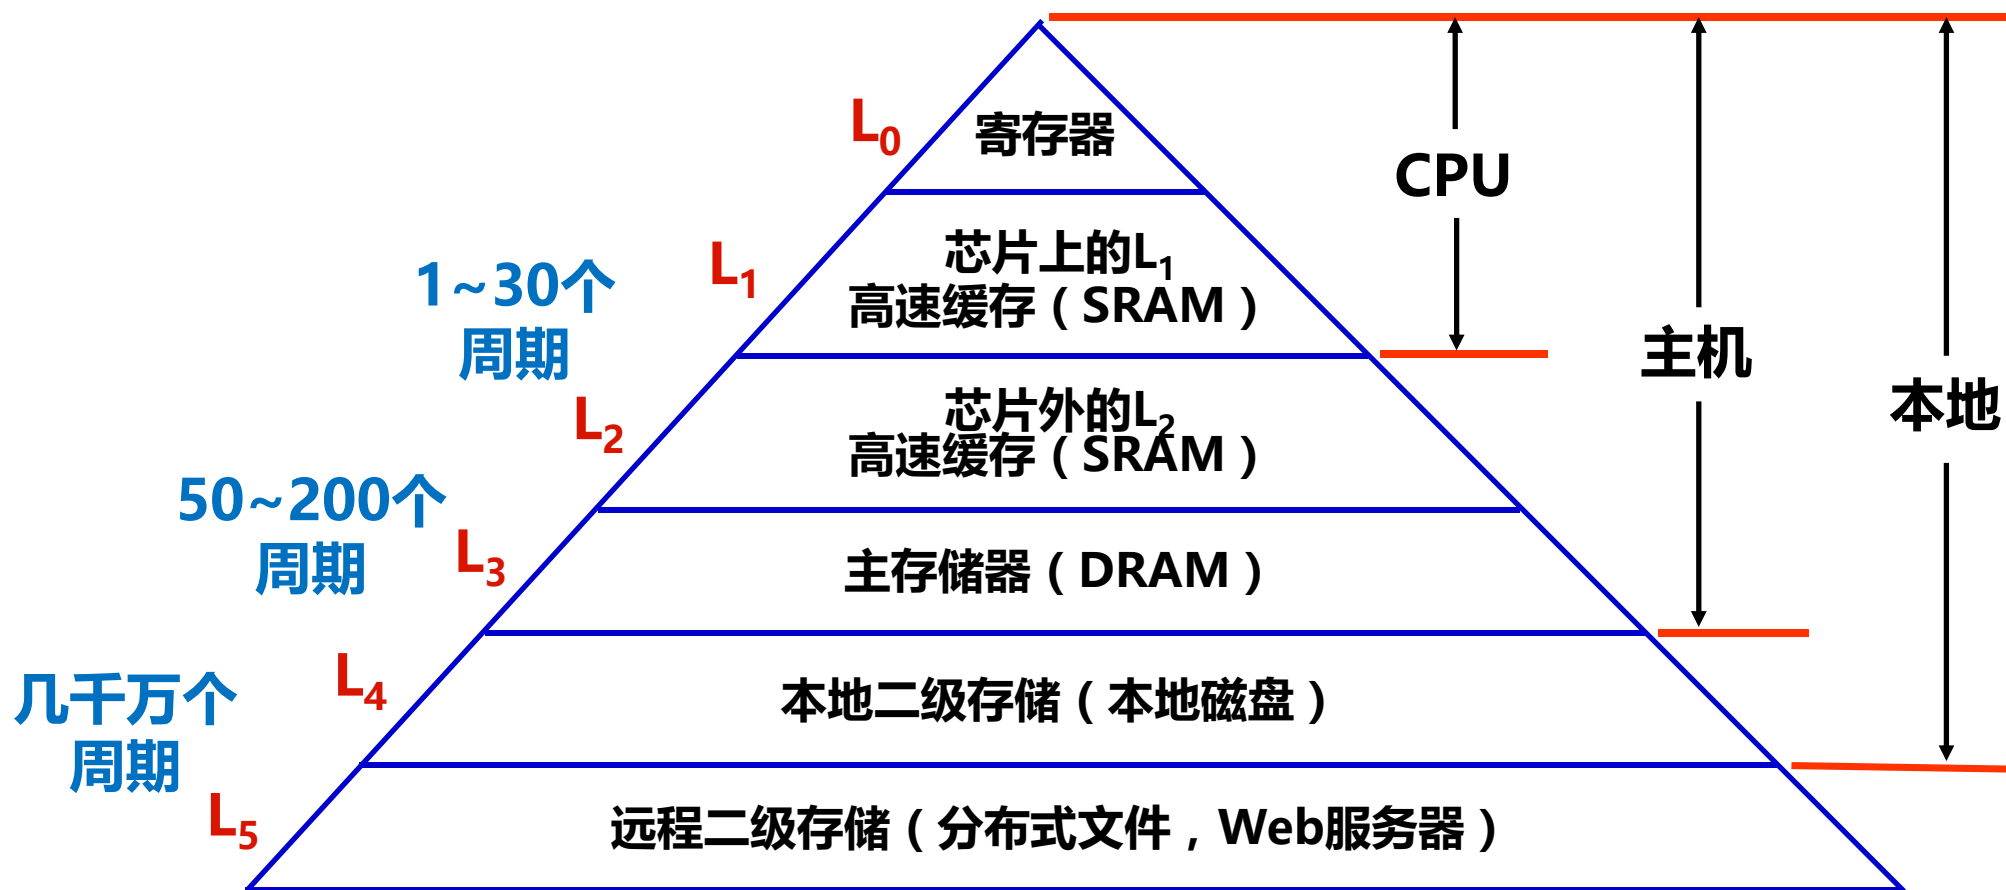 L0
寄存器
CPU
L1
芯片上的L1
高速缓存（SRAM）
1~30个
周期
主机
L2
芯片外的L2
高速缓存（SRAM）
本地
50~200个
周期
L3
主存储器（DRAM）
L4
本地二级存储（本地磁盘）
几千万个
周期
L5
远程二级存储（分布式文件，Web服务器）